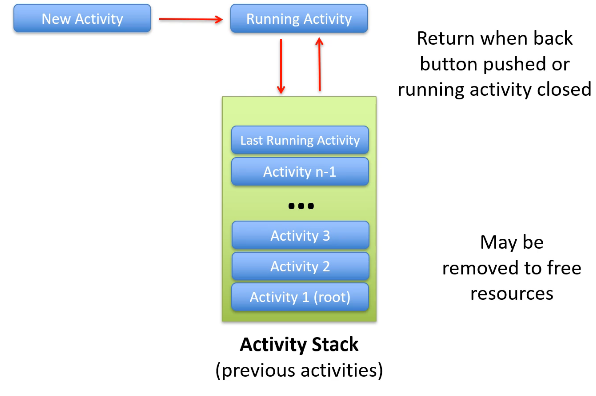 New Activity
Running Activity
Return when back
button pushed or
running activity closed
Last Running Activity
Activity n-1
...
Activity 3
Activity 2
Activity 1 (root)
May be
removed to free
resources
Activity Stack
(previous activities)